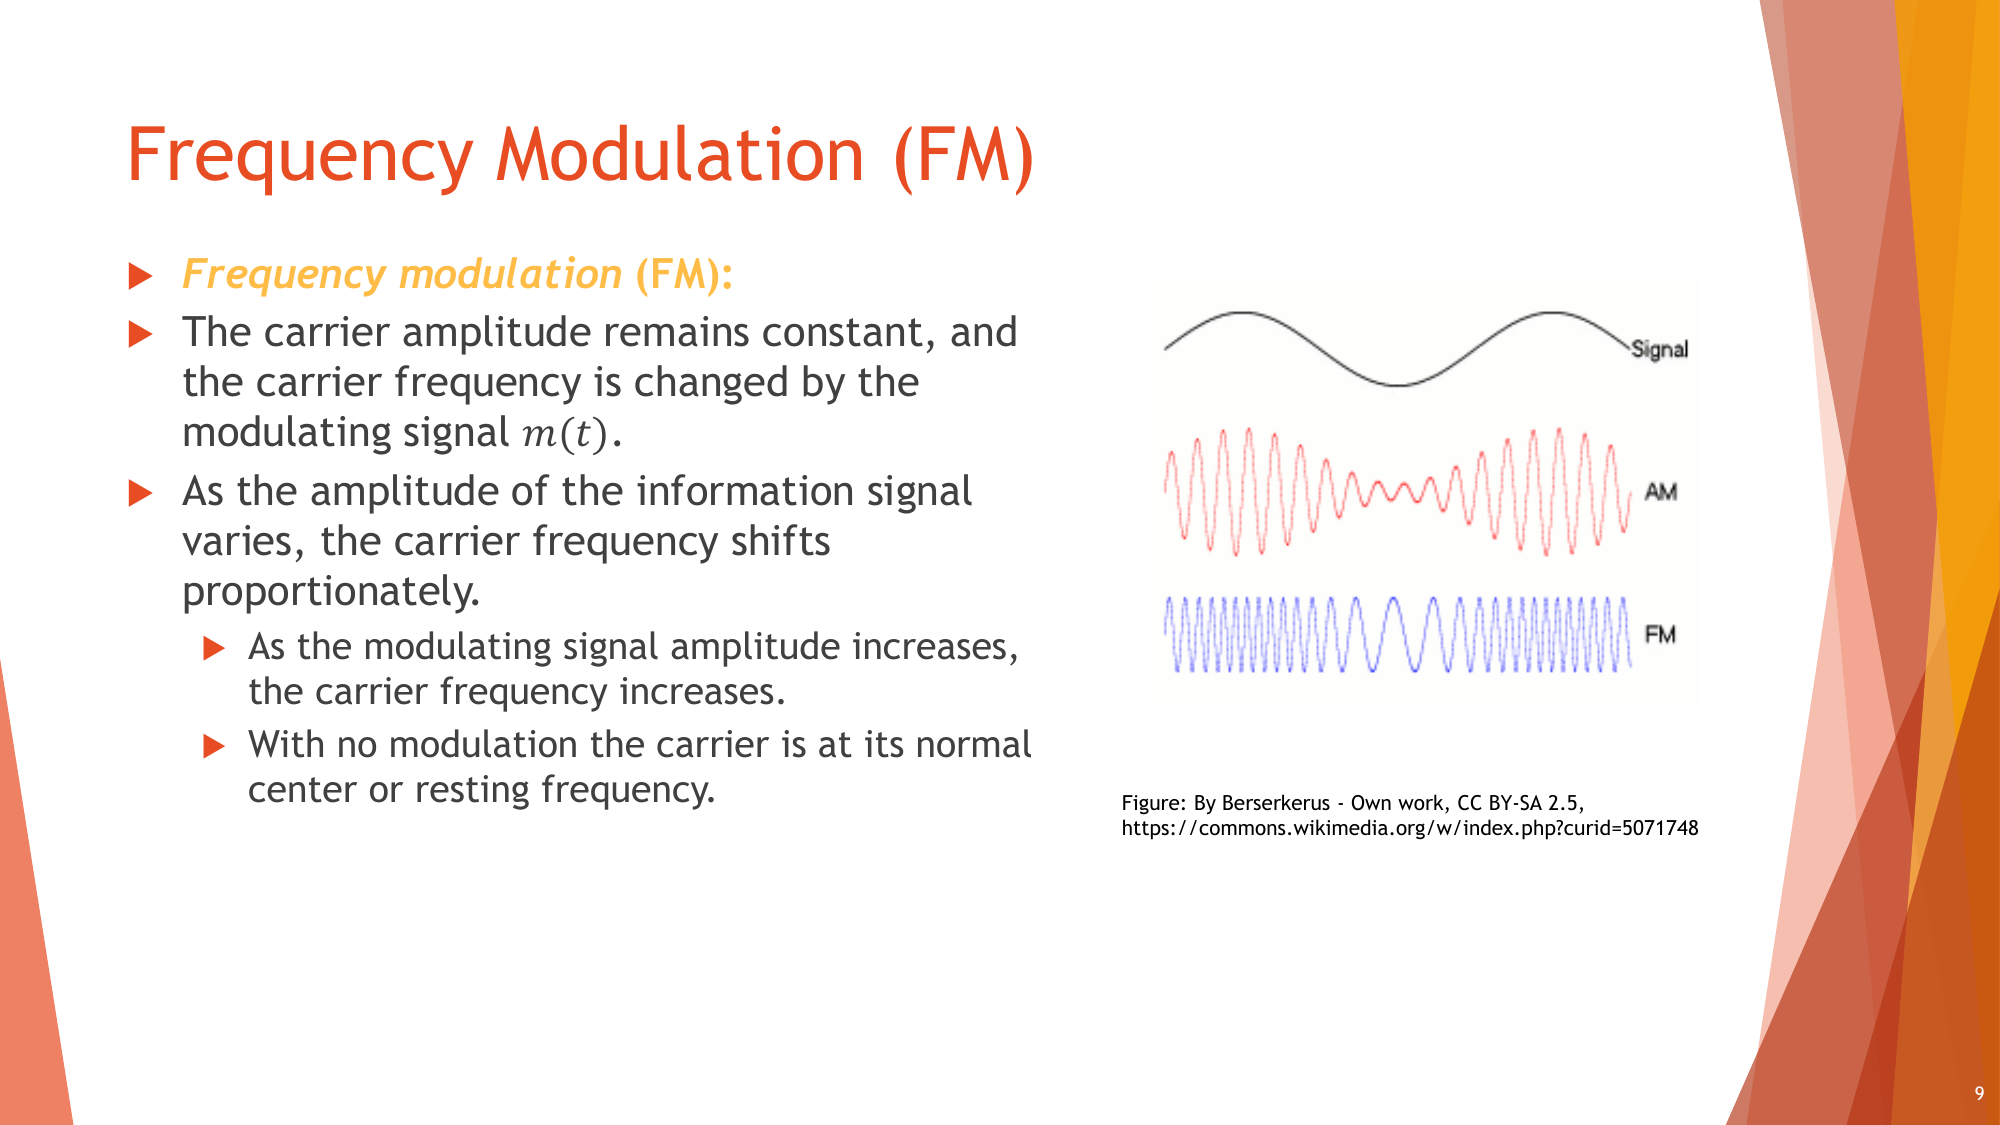 Frequency Modulation (FM)
Frequency modulation (FM):
The carrier amplitude remains constant, and
the carrier frequency is changed by the
modulating signal m(t).
As the amplitude of the information signal
varies, the carrier frequency shifts
proportionately.
As the modulating signal amplitude increases,
the carrier frequency increases.
With no modulation the carrier is at its normal
center or resting frequency.
Signal
AM
FM
Figure: By Berserkerus - Own work, CC BY-SA 2.5,
https://commons.wikimedia.org/w/index.php?curid=5071748
9